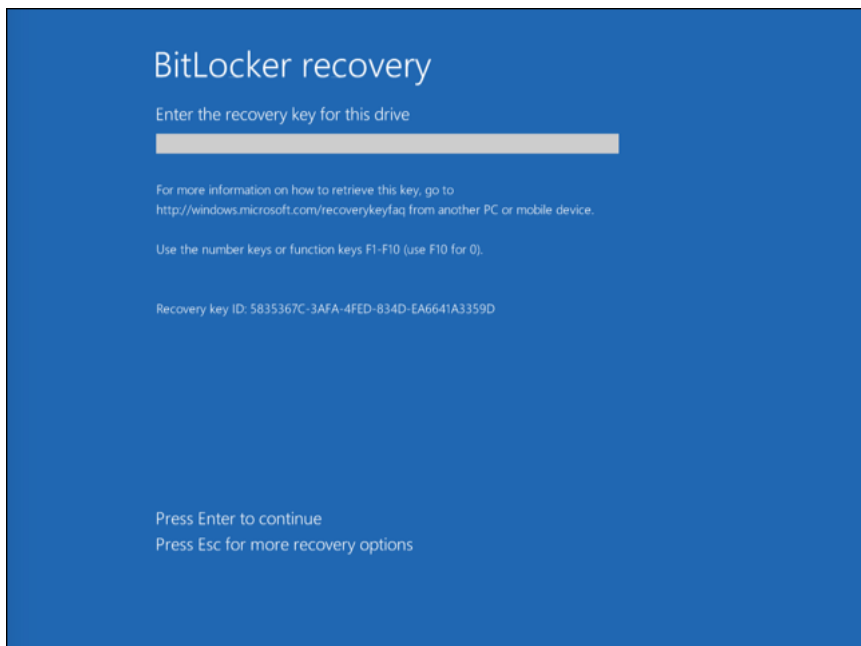 BitLocker recovery
Enter the recovery key for this drive
For more information on how to retrieve this key, go to
http://windows.microsoft.com/recoverykeyfaq from another PC or mobile device.
Use the number keys or function keys F1-F10 (use F10 for 0).
Recovery key ID: 5835367C-3AFA-4FED-834D-EA6641A3359D
Press Enter to continue
Press Esc for more recovery options